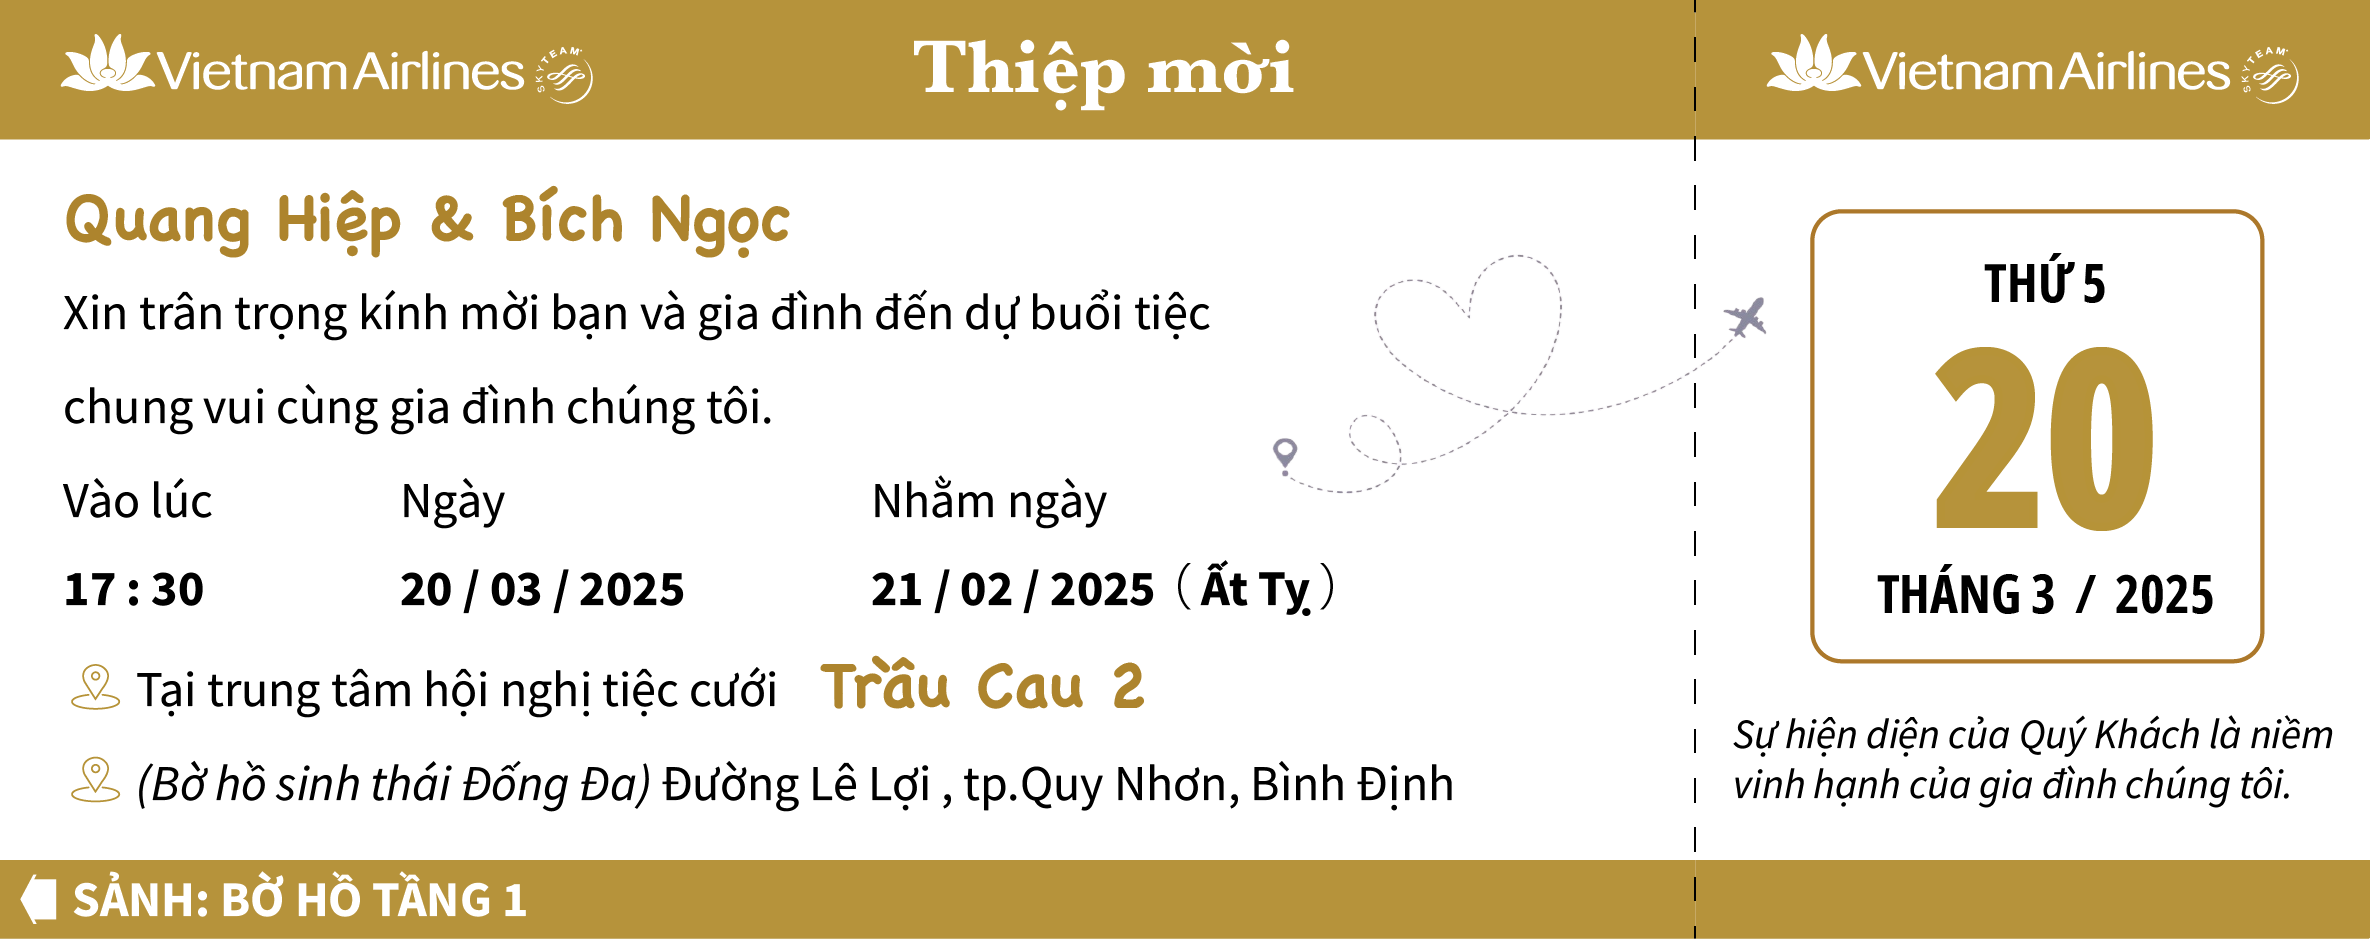 Vietnam Airlines SKYTEAM
Thiệp mời
Vietnam Airlines SKYTEAM
Quang Hiệp & Bích Ngọc
Xin trân trọng kính mời bạn và gia đình đến dự buổi tiệc
chung vui cùng gia đình chúng tôi.
Vào lúc Ngày Nhằm ngày
17 : 30 20 / 03 / 2025 21 / 02 / 2025 ( Ất Tỵ )
Tại trung tâm hội nghị tiệc cưới Trầu Cau 2
(Bờ hồ sinh thái Đống Đa) Đường Lê Lợi , tp.Quy Nhơn, Bình Định
SẢNH: BỜ HỒ TẦNG 1
THỨ 5
20
THÁNG 3 / 2025
Sự hiện diện của Quý Khách là niềm
vinh hạnh của gia đình chúng tôi.